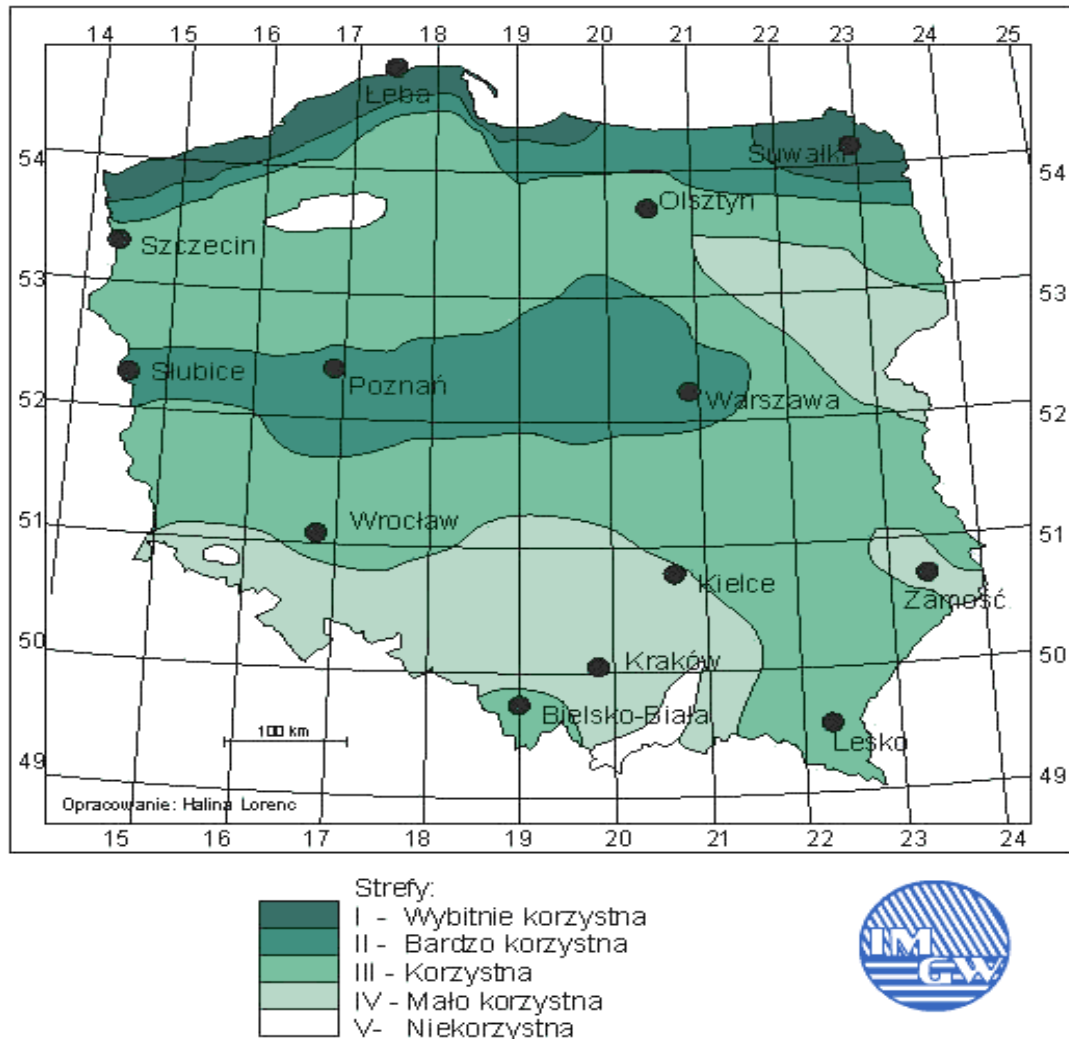 14 15 16 17 18 19 20 21 22 23 24 25
Łeba
54 Suwałki 54
Olsztyn
Szczecin
53 53
Słubice Poznań Warszawa
52 52
51 Wrocław 51
Kielce Zamość
50 Kraków 50
Bielsko-Biała
Lesko
100 km
49 49
Opracowanie: Halina Lorenc
15 16 17 18 19 20 21 22 23 24
Strefy:
I - Wybitnie korzystna
II - Bardzo korzystna
III - Korzystna
IV - Mało korzystna
V- Niekorzystna
IM
GW